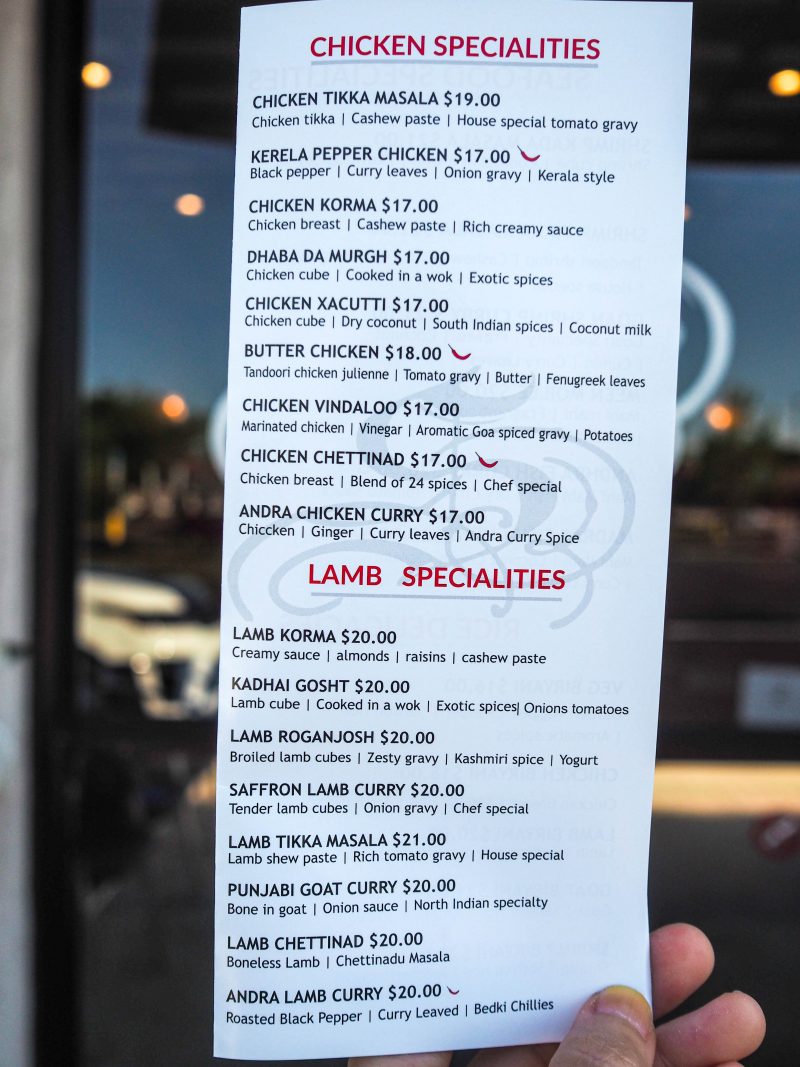 CHICKEN SPECIALITIES
CHICKEN TIKKA MASALA $19.00
Chicken tikka | Cashew paste | House special tomato gravy
KERELA PEPPER CHICKEN $17.00
Black pepper | Curry leaves | Onion gravy | Kerala style
CHICKEN KORMA $17.00
Chicken breast | Cashew paste | Rich creamy sauce
DHABA DA MURGH $17.00
Chicken cube | Cooked in a wok | Exotic spices
CHICKEN XACUTTI $17.00
Chicken cube | Dry coconut | South Indian spices | Coconut milk
BUTTER CHICKEN $18.00
Tandoori chicken julienne | Tomato gravy | Butter | Fenugreek leaves
CHICKEN VINDALOO $17.00
Marinated chicken | Vinegar | Aromatic Goa spiced gravy | Potatoes
CHICKEN CHETTINAD $17.00
Chicken breast | Blend of 24 spices | Chef special
ANDRA CHICKEN CURRY $17.00
Chiccken | Ginger | Curry leaves | Andra Curry Spice
LAMB SPECIALITIES
LAMB KORMA $20.00
Creamy sauce | almonds | raisins | cashew paste
KADHAI GOSHT $20.00
Lamb cube | Cooked in a wok | Exotic spices| Onions tomatoes
LAMB ROGANJOSH $20.00
Broiled lamb cubes | Zesty gravy | Kashmiri spice | Yogurt
SAFFRON LAMB CURRY $20.00
Tender lamb cubes | Onion gravy | Chef special
LAMB TIKKA MASALA $21.00
Lamb shew paste | Rich tomato gravy | House special
PUNJABI GOAT CURRY $20.00
Bone in goat | Onion sauce | North Indian specialty
LAMB CHETTINAD $20.00
Boneless Lamb | Chettinadu Masala
ANDRA LAMB CURRY $20.00
Roasted Black Pepper | Curry Leaved | Bedki Chillies